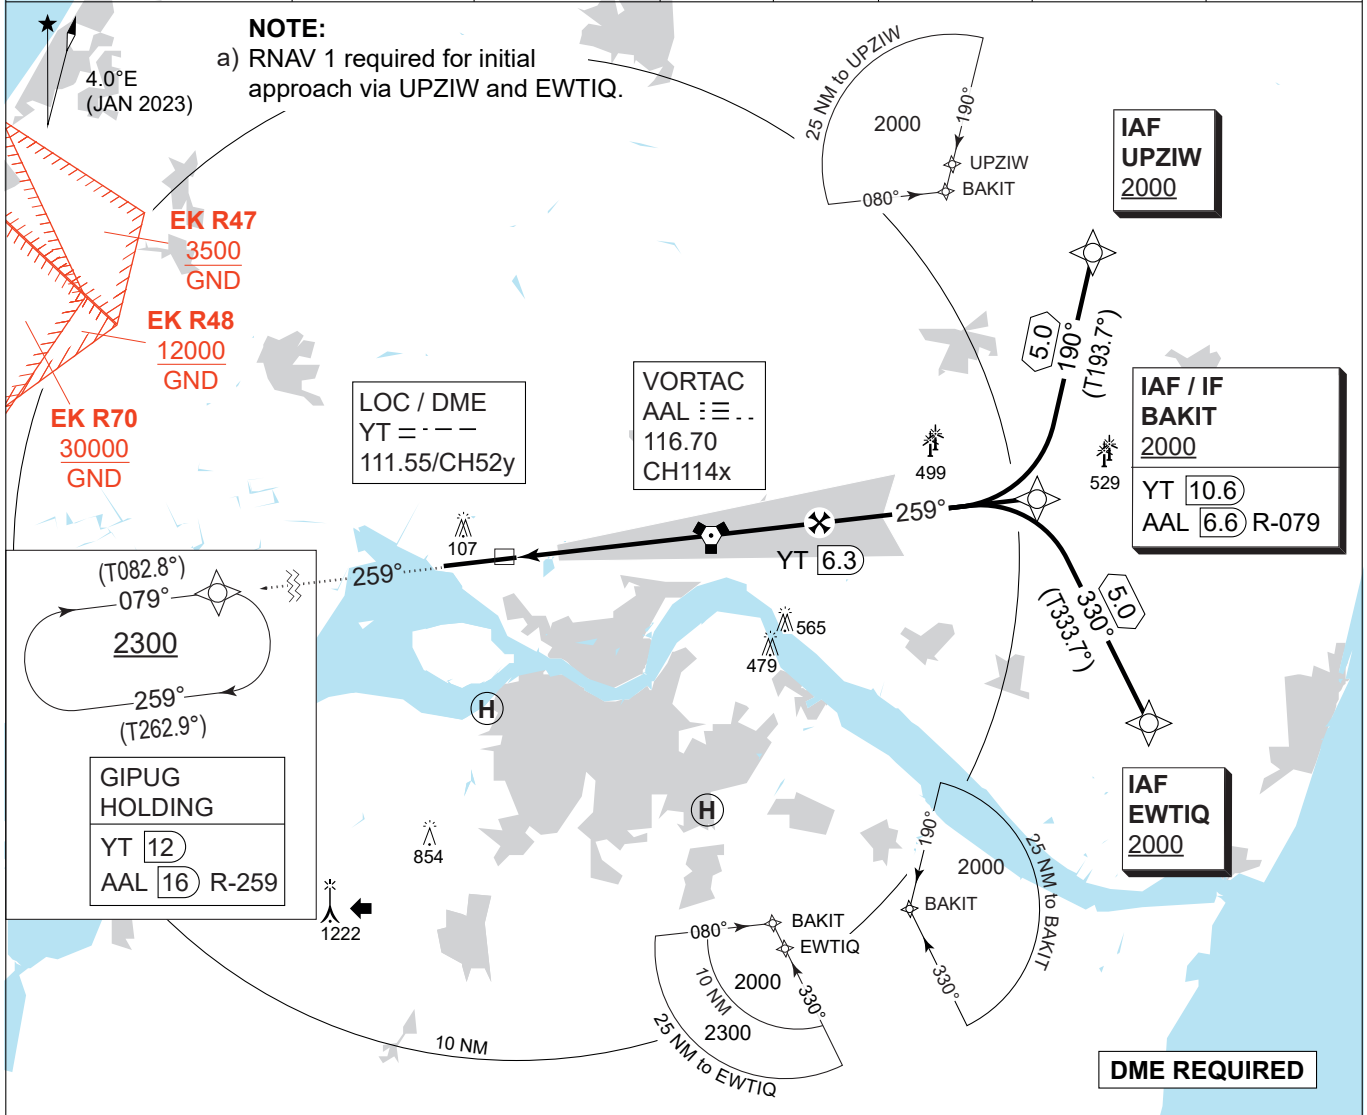 NOTE:
a) RNAV 1 required for initial
approach via UPZIW and EWTIQ.
4.0°E
(JAN 2023)
25 NM to UPZIW
2000
190°
UPZIW
BAKIT
080°
IAF
UPZIW
2000
EK R47
3500
GND
EK R48
12000
GND
EK R70
30000
GND
5.0
190°
(T193.7°)
LOC / DME
YT
111.55/CH52y
VORTAC
AAL
116.70
CH114x
IAF / IF
BAKIT
2000
YT 10.6
AAL 6.6 R-079
499
529
259°
107
YT 6.3
259°
(T082.8°)
079°
2300
259°
(T262.9°)
5.0
330°
(T333.7°)
565
479
H
H
GIPUG
HOLDING
YT 12
AAL 16 R-259
854
1222
IAF
EWTIQ
2000
190°
2000
25 NM to BAKIT
BAKIT
330°
080°
BAKIT
EWTIQ
2000
10 NM
330°
2300
25 NM to EWTIQ
10 NM
DME REQUIRED